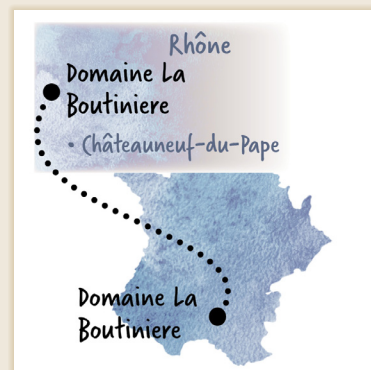 Rhône
Domaine La
Boutiniere
• Châteauneuf-du-Pape
Domaine La
Boutiniere